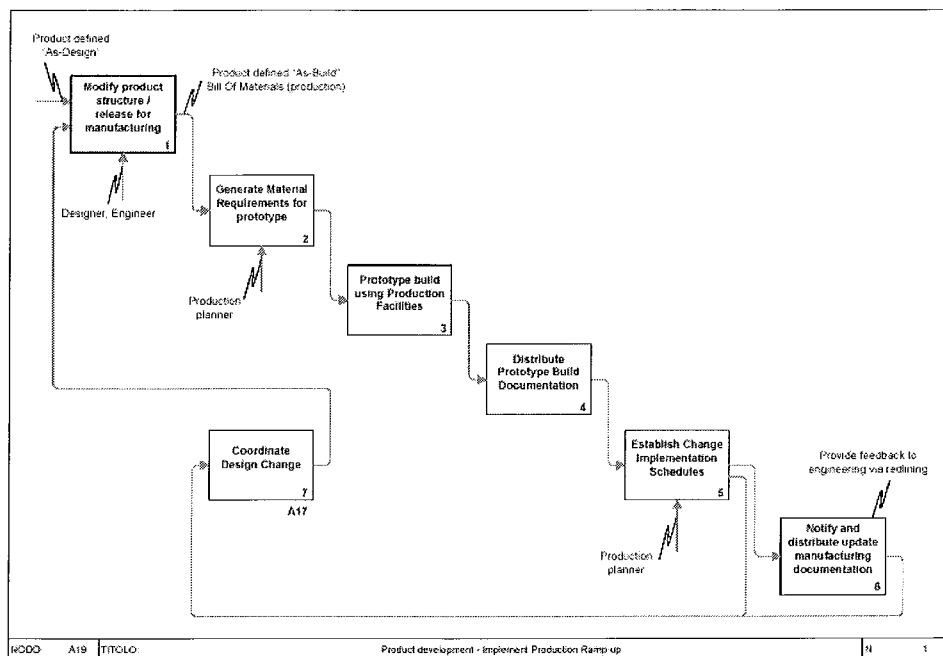 Product defined
"As-Design"
Product defined "As-Build"
Bill Of Materials (production)
Modify product
structure /
release for
manufacturing
1
Designer, Engineer
Generate Material
Requirements for
prototype
2
Production
planner
Prototype build
using Production
Facilities
3
Distribute
Prototype Build
Documentation
4
Coordinate
Design Change
7
A17
Establish Change
Implementation
Schedules
5
Production
planner
Provide feedback to
engineering via redlining
Notify and
distribute update
manufacturing
documentation
6
NODO: A19 TITOLO: Product development - Implement Production Ramp-up N 1